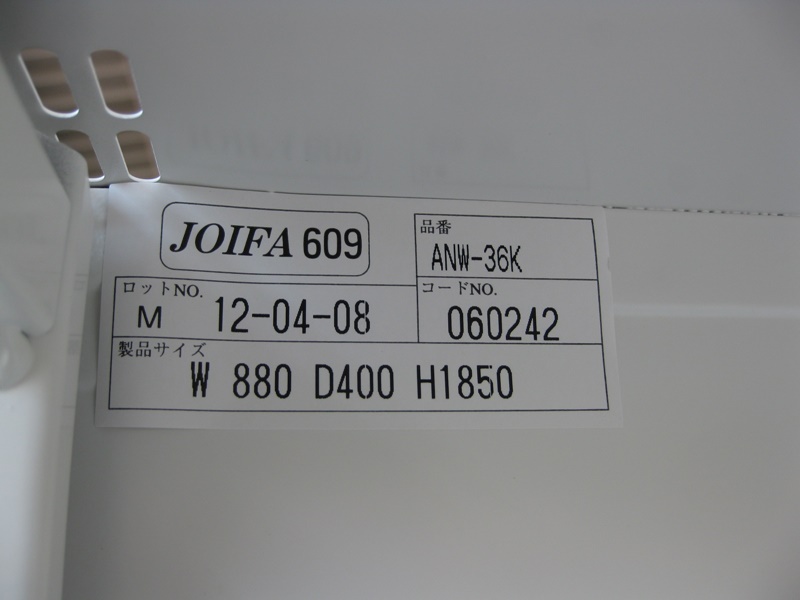 JOIFA 609
品番
ANW-36K
ロットNO.
M 12-04-08
コードNO.
060242
製品サイズ
W 880 D400 H1850